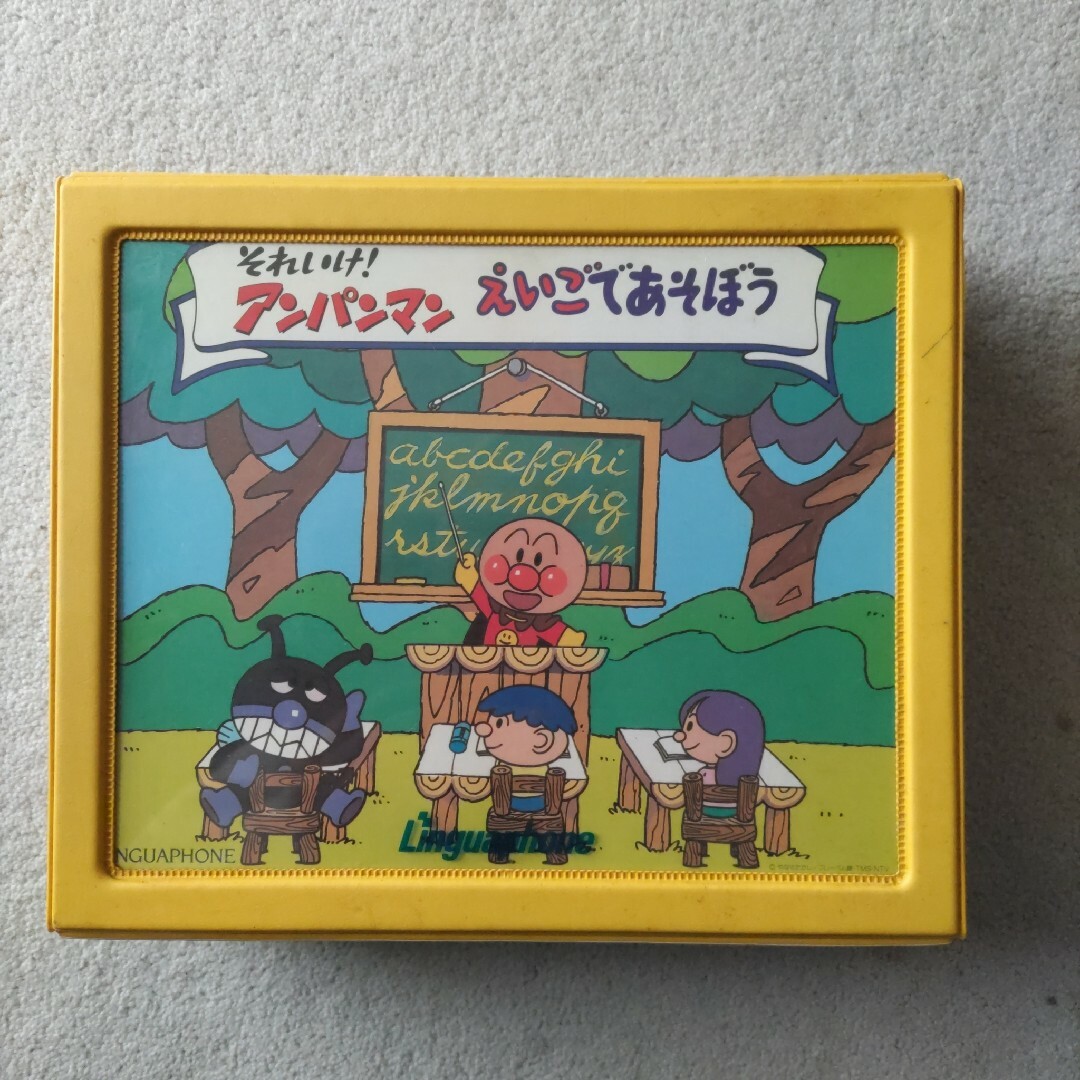 それいけ!
アンパンマン えいごであそぼう
abcdefghi
jklmnopq
rstu yz
Linguaphone
NGUAPHONE